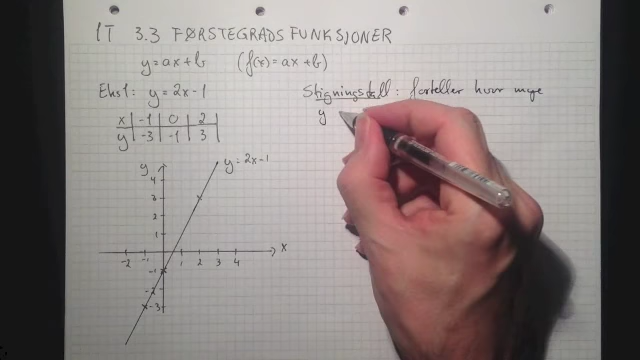 1T 3.3 FØRSTEGRADSFUNKSJONER
y = ax + b (f(x) = ax + b)
Eks1: y = 2x - 1
x | -1 | 0 | 2 |
y | -3 | -1 | 3 |
Stigningstall: forteller hvor mye
y
y
y = 2x - 1
4
3
2
1
x
-2 -1 1 2 3 4
-1
-2
-3